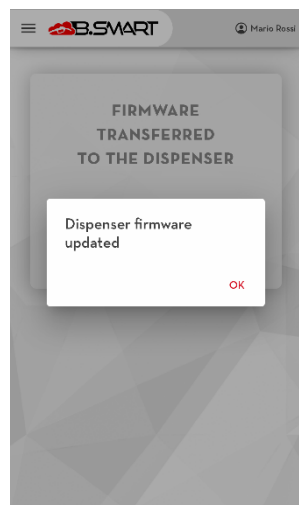 B.SMART
Mario Rossi
FIRMWARE
TRANSFERRED
TO THE DISPENSER
Dispenser firmware
updated
OK